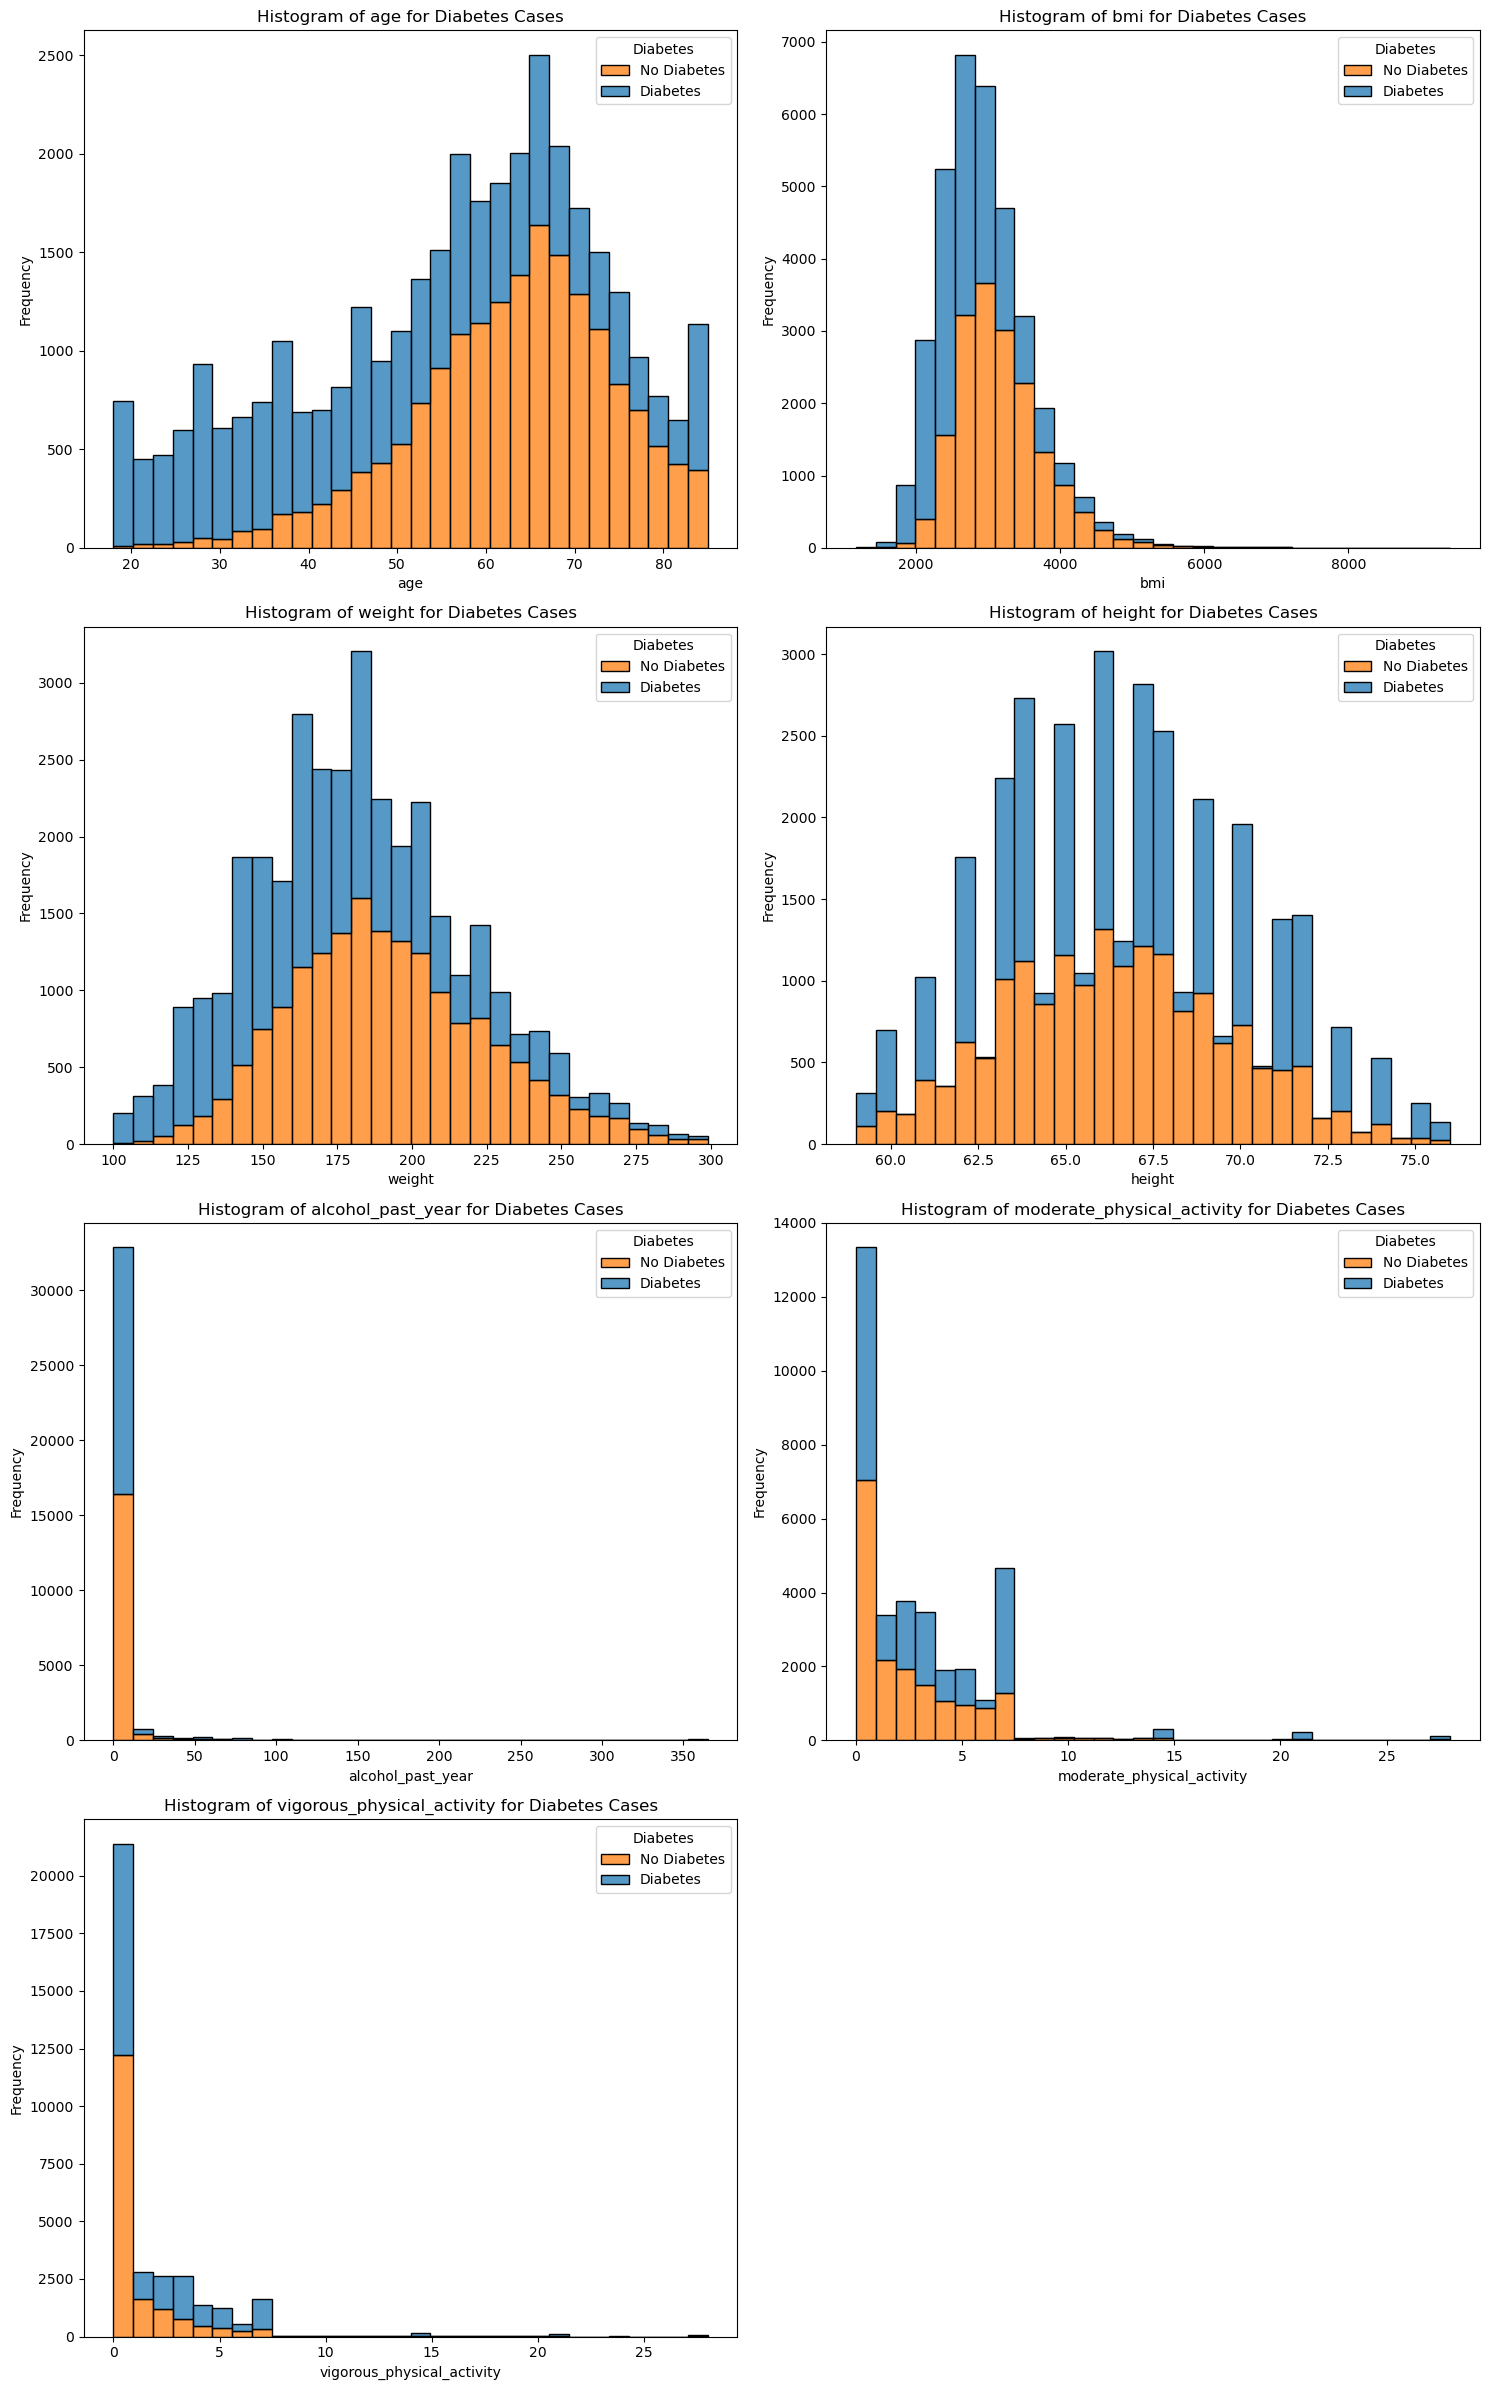 Histogram of age for Diabetes Cases
Diabetes
No Diabetes
Diabetes
2500
2000
1500
1000
500
0
Frequency
20 30 40 50 60 70 80
age
Histogram of bmi for Diabetes Cases
Diabetes
No Diabetes
Diabetes
7000
6000
5000
4000
3000
2000
1000
0
Frequency
2000 4000 6000 8000
bmi
Histogram of weight for Diabetes Cases
Diabetes
No Diabetes
Diabetes
3000
2500
2000
1500
1000
500
0
Frequency
100 125 150 175 200 225 250 275 300
weight
Histogram of height for Diabetes Cases
Diabetes
No Diabetes
Diabetes
3000
2500
2000
1500
1000
500
0
Frequency
60.0 62.5 65.0 67.5 70.0 72.5 75.0
height
Histogram of alcohol_past_year for Diabetes Cases
Diabetes
No Diabetes
Diabetes
30000
25000
20000
15000
10000
5000
0
Frequency
0 50 100 150 200 250 300 350
alcohol_past_year
Histogram of moderate_physical_activity for Diabetes Cases
Diabetes
No Diabetes
Diabetes
14000
12000
10000
8000
6000
4000
2000
0
Frequency
0 5 10 15 20 25
moderate_physical_activity
Histogram of vigorous_physical_activity for Diabetes Cases
Diabetes
No Diabetes
Diabetes
20000
17500
15000
12500
10000
7500
5000
2500
0
Frequency
0 5 10 15 20 25
vigorous_physical_activity